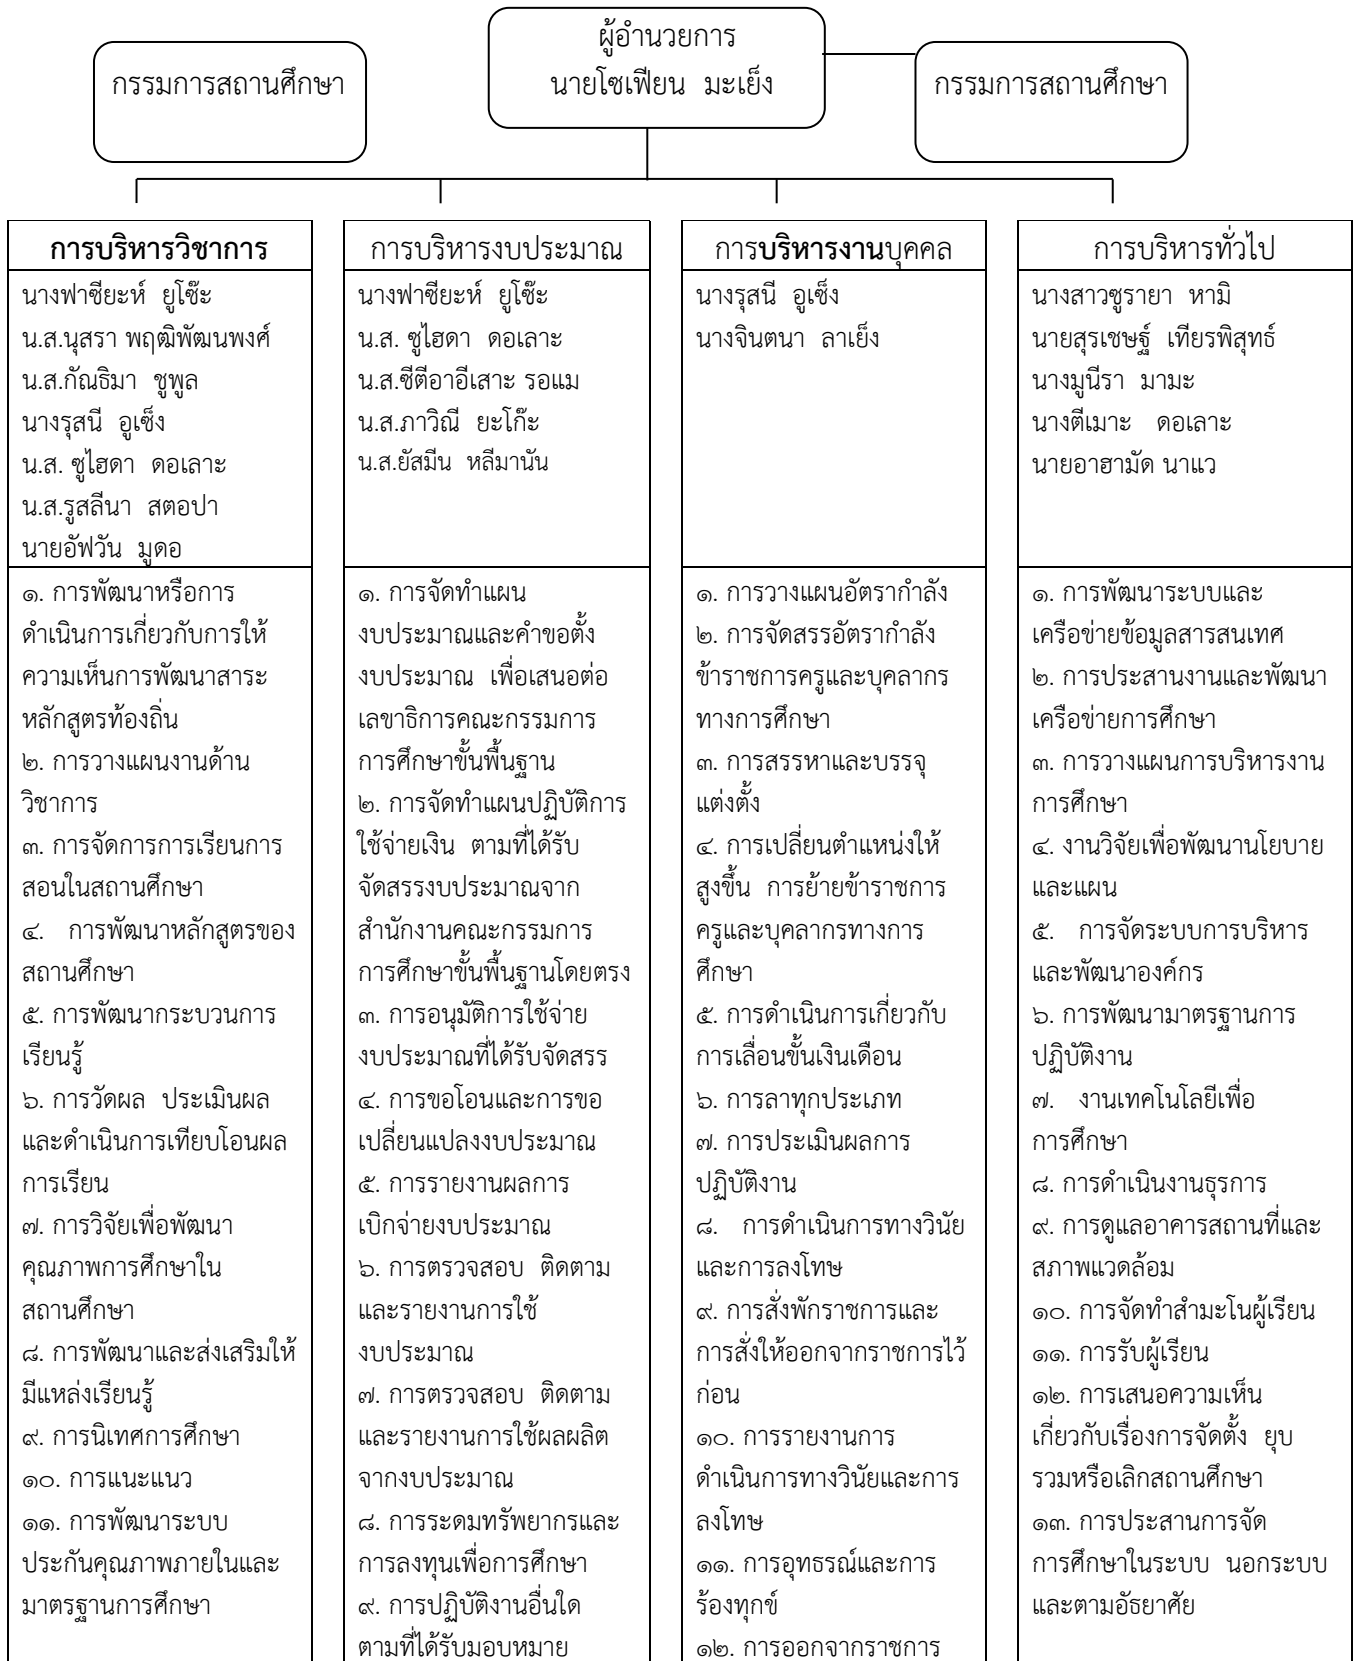 ผู้อำนวยการ
นายโซเฟียน มะเย็ง
กรรมการสถานศึกษา
กรรมการสถานศึกษา
การบริหารวิชาการ
นางฟาซียะห์ ยูโซ๊ะ
น.ส.นุสรา พฤฒิพัฒนพงศ์
น.ส.กัณธิมา ชูพูล
นางรุสนี อูเซ็ง
น.ส. ซูไฮดา ดอเลาะ
น.ส.รูสลีนา สตอปา
นายอัฟวัน มูดอ
๑. การพัฒนาหรือการ
ดำเนินการเกี่ยวกับการให้
ความเห็นการพัฒนาสาระ
หลักสูตรท้องถิ่น
๒. การวางแผนงานด้าน
วิชาการ
๓. การจัดการการเรียนการ
สอนในสถานศึกษา
๔. การพัฒนาหลักสูตรของ
สถานศึกษา
๕. การพัฒนากระบวนการ
เรียนรู้
๖. การวัดผล ประเมินผล
และดำเนินการเทียบโอนผล
การเรียน
๗. การวิจัยเพื่อพัฒนา
คุณภาพการศึกษาใน
สถานศึกษา
๘. การพัฒนาและส่งเสริมให้
มีแหล่งเรียนรู้
๙. การนิเทศการศึกษา
๑๐. การแนะแนว
๑๑. การพัฒนาระบบ
ประกันคุณภาพภายในและ
มาตรฐานการศึกษา
การบริหารงบประมาณ
นางฟาซียะห์ ยูโซ๊ะ
น.ส. ซูไฮดา ดอเลาะ
น.ส.ซีตีอาอีเสาะ รอแม
น.ส.ภาวิณี ยะโก๊ะ
น.ส.ยัสมีน หลีมานัน
๑. การจัดทำแผน
งบประมาณและคำขอตั้ง
งบประมาณ เพื่อเสนอต่อ
เลขาธิการคณะกรรมการ
การศึกษาขั้นพื้นฐาน
๒. การจัดทำแผนปฏิบัติการ
ใช้จ่ายเงิน ตามที่ได้รับ
จัดสรรงบประมาณจาก
สำนักงานคณะกรรมการ
การศึกษาขั้นพื้นฐานโดยตรง
๓. การอนุมัติการใช้จ่าย
งบประมาณที่ได้รับจัดสรร
๔. การขอโอนและการขอ
เปลี่ยนแปลงงบประมาณ
๕. การรายงานผลการ
เบิกจ่ายงบประมาณ
๖. การตรวจสอบ ติดตาม
และรายงานการใช้
งบประมาณ
๗. การตรวจสอบ ติดตาม
และรายงานการใช้ผลผลิต
จากงบประมาณ
๘. การระดมทรัพยากรและ
การลงทุนเพื่อการศึกษา
๙. การปฏิบัติงานอื่นใด
ตามที่ได้รับมอบหมาย
การบริหารงานบุคคล
นางรุสนี อูเซ็ง
นางจินตนา ลาเย็ง
๑. การวางแผนอัตรากำลัง
๒. การจัดสรรอัตรากำลัง
ข้าราชการครูและบุคลากร
ทางการศึกษา
๓. การสรรหาและบรรจุ
แต่งตั้ง
๔. การเปลี่ยนตำแหน่งให้
สูงขึ้น การย้ายข้าราชการ
ครูและบุคลากรทางการ
ศึกษา
๕. การดำเนินการเกี่ยวกับ
การเลื่อนขั้นเงินเดือน
๖. การลาทุกประเภท
๗. การประเมินผลการ
ปฏิบัติงาน
๘. การดำเนินการทางวินัย
และการลงโทษ
๙. การสั่งพักราชการและ
การสั่งให้ออกจากราชการไว้
ก่อน
๑๐. การรายงานการ
ดำเนินการทางวินัยและการ
ลงโทษ
๑๑. การอุทธรณ์และการ
ร้องทุกข์
๑๒. การออกจากราชการ
การบริหารทั่วไป
นางสาวซูรายา หามิ
นายสุรเชษฐ์ เทียรพิสุทธ์
นางมูนีรา มามะ
นางตีเมาะ ดอเลาะ
นายอาฮามัด นาแว
๑. การพัฒนาระบบและ
เครือข่ายข้อมูลสารสนเทศ
๒. การประสานงานและพัฒนา
เครือข่ายการศึกษา
๓. การวางแผนการบริหารงาน
การศึกษา
๔. งานวิจัยเพื่อพัฒนานโยบาย
และแผน
๕. การจัดระบบการบริหาร
และพัฒนาองค์กร
๖. การพัฒนามาตรฐานการ
ปฏิบัติงาน
๗. งานเทคโนโลยีเพื่อ
การศึกษา
๘. การดำเนินงานธุรการ
๙. การดูแลอาคารสถานที่และ
สภาพแวดล้อม
๑๐. การจัดทำสำมะโนผู้เรียน
๑๑. การรับผู้เรียน
๑๒. การเสนอความเห็น
เกี่ยวกับเรื่องการจัดตั้ง ยุบ
รวมหรือเลิกสถานศึกษา
๑๓. การประสานการจัด
การศึกษาในระบบ นอกระบบ
และตามอัธยาศัย